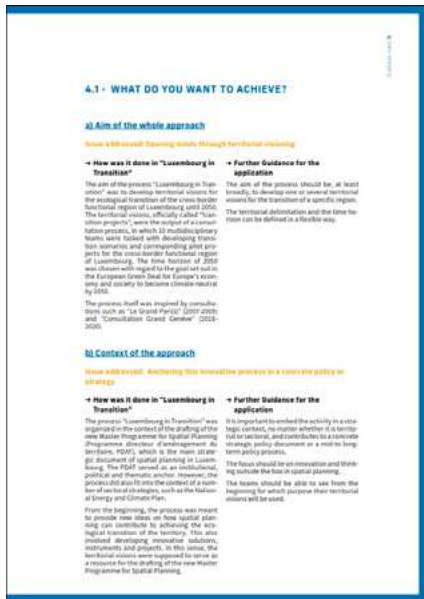 4.1 - WHAT DO YOU WANT TO ACHIEVE?
a) Aim of the whole approach
Issue addressed: Opening minds through territorial visioning
→ How was it done in "Luxembourg in
Transition"
The aim of the process "Luxembourg in Tran-
sition" was to develop territorial visions for
the ecological transition of the cross-border
functional region of Luxembourg until 2050.
The territorial visions, officially called "tran-
sition projects", were the output of a consul-
tation process, in which 10 multidisciplinary
teams were tasked with developing transi-
tion scenarios and corresponding pilot pro-
jects for the cross-border functional region
of Luxembourg. The time horizon of 2050
was chosen with regard to the goal set out in
the European Green Deal for Europe's econ-
omy and society to become climate-neutral
by 2050.
The process itself was inspired by consulta-
tions such as "Le Grand Pari(s)" (2007-2009)
and "Consultation Grand Genève" (2018-
2020).
→ Further Guidance for the
application
The aim of the process should be, at least
broadly, to develop one or several territorial
visions for the transition of a specific region.
The territorial delimitation and the time ho-
rizon can be defined in a flexible way.
b) Context of the approach
Issue addressed: Anchoring this innovative process in a concrete policy or
strategy
→ How was it done in "Luxembourg in
Transition"
The process "Luxembourg in Transition" was
organized in the context of the drafting of the
new Master Programme for Spatial Planning
(Programme directeur d'aménagement du
territoire, PDAT), which is the main strate-
gic document of spatial planning in Luxem-
bourg. The PDAT served as an institutional,
political and thematic anchor. However, the
process did also fit into the context of a num-
ber of sectoral strategies, such as the Nation-
al Energy and Climate Plan.
From the beginning, the process was meant
to provide new ideas on how spatial plan-
ning can contribute to achieving the eco-
logical transition of the territory. This also
involved developing innovative solutions,
instruments and projects. In this sense, the
territorial visions were supposed to serve as
a resource for the drafting of the new Master
Programme for Spatial Planning.
→ Further Guidance for the
application
It is important to embed the activity in a stra-
tegic context, no matter whether it is territo-
rial or sectoral, and contributes to a concrete
strategic policy document or a mid-to long-
term policy process.
The focus should be on innovation and think-
ing outside the box in spatial planning.
The teams should be able to see from the
beginning for which purpose their territorial
visions will be used.